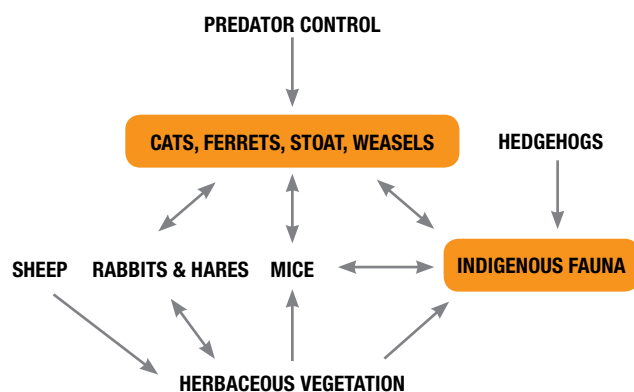 PREDATOR CONTROL
CATS, FERRETS, STOAT, WEASELS
HEDGEHOGS
SHEEP
RABBITS & HARES
MICE
INDIGENOUS FAUNA
HERBACEOUS VEGETATION